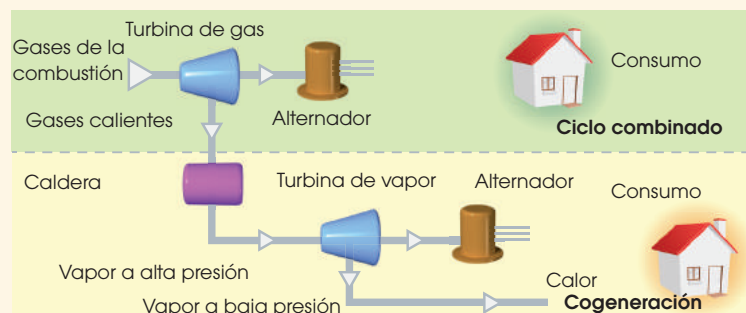 Turbina de gas
Gases de la
combustión
Consumo
Gases calientes
Alternador
Ciclo combinado
Caldera
Turbina de vapor
Alternador
Consumo
Vapor a alta presión
Calor
Vapor a baja presión
Cogeneración